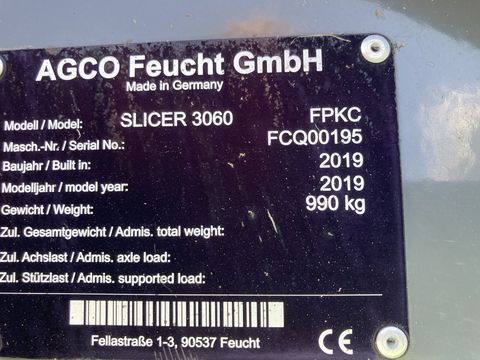 AGCO Feucht GmbH
Made in Germany
Modell / Model: SLICER 3060 FPKC
Masch.-Nr. / Serial No.: FCQ00195
Baujahr / Built in: 2019
Modelljahr / model year: 2019
Gewicht / Weight: 990 kg
Zul. Gesamtgewicht / Admis. total weight:
Zul. Achslast / Admis. axle load:
Zul. Stützlast / Admis. supported load:
Fellastraße 1-3, 90537 Feucht
CE